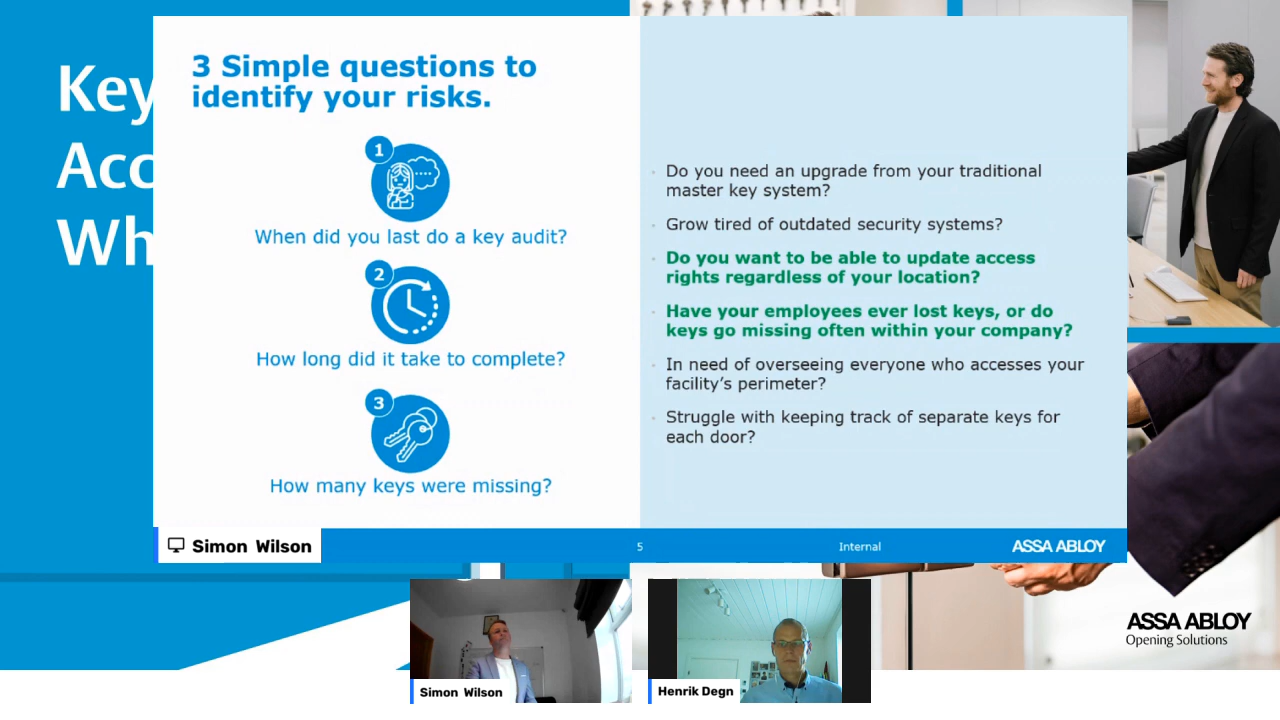 Key
Acc
Wh
3 Simple questions to
identify your risks.
1
When did you last do a key audit?
2
How long did it take to complete?
3
How many keys were missing?
Do you need an upgrade from your traditional
master key system?
Grow tired of outdated security systems?
Do you want to be able to update access
rights regardless of your location?
Have your employees ever lost keys, or do
keys go missing often within your company?
In need of overseeing everyone who accesses your
facility's perimeter?
Struggle with keeping track of separate keys for
each door?
Simon Wilson
5
Internal
ASSA ABLOY
ASSA ABLOY
Opening Solutions
Simon Wilson
Henrik Degn